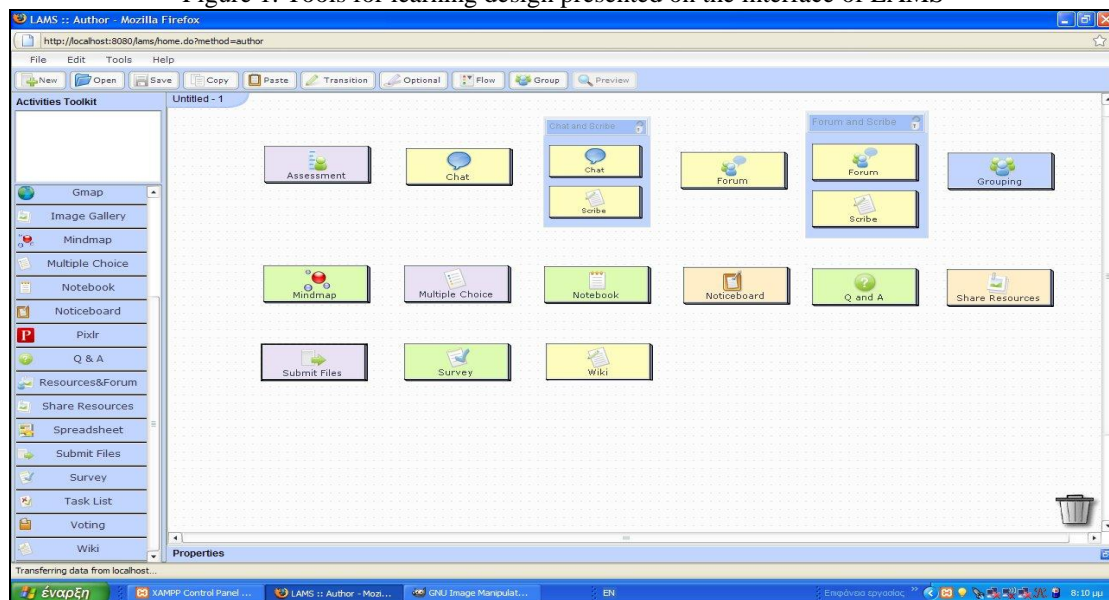 Figure 1: Tools for learning design presented on the interface of LAMS
LAMS :: Author - Mozilla Firefox
http://localhost:8080/lams/home.do?method=author
File Edit Tools Help
New Open Save Copy Paste Transition Optional Flow Group Preview
Activities Toolkit
Untitled - 1
Gmap
Image Gallery
Mindmap
Multiple Choice
Notebook
Noticeboard
Pixlr
Q & A
Resources&Forum
Share Resources
Spreadsheet
Submit Files
Survey
Task List
Voting
Wiki
Assessment
Chat
Chat and Scribe
Chat
Scribe
Forum
Forum and Scribe
Forum
Scribe
Grouping
Mindmap
Multiple Choice
Notebook
Noticeboard
Q and A
Share Resources
Submit Files
Survey
Wiki
Properties
Transferring data from localhost...
έναρξη XAMPP Control Panel ... LAMS :: Author - Mozi... GNU Image Manipulat... EN Επιφάνεια εργασίας » 8:10 μμ